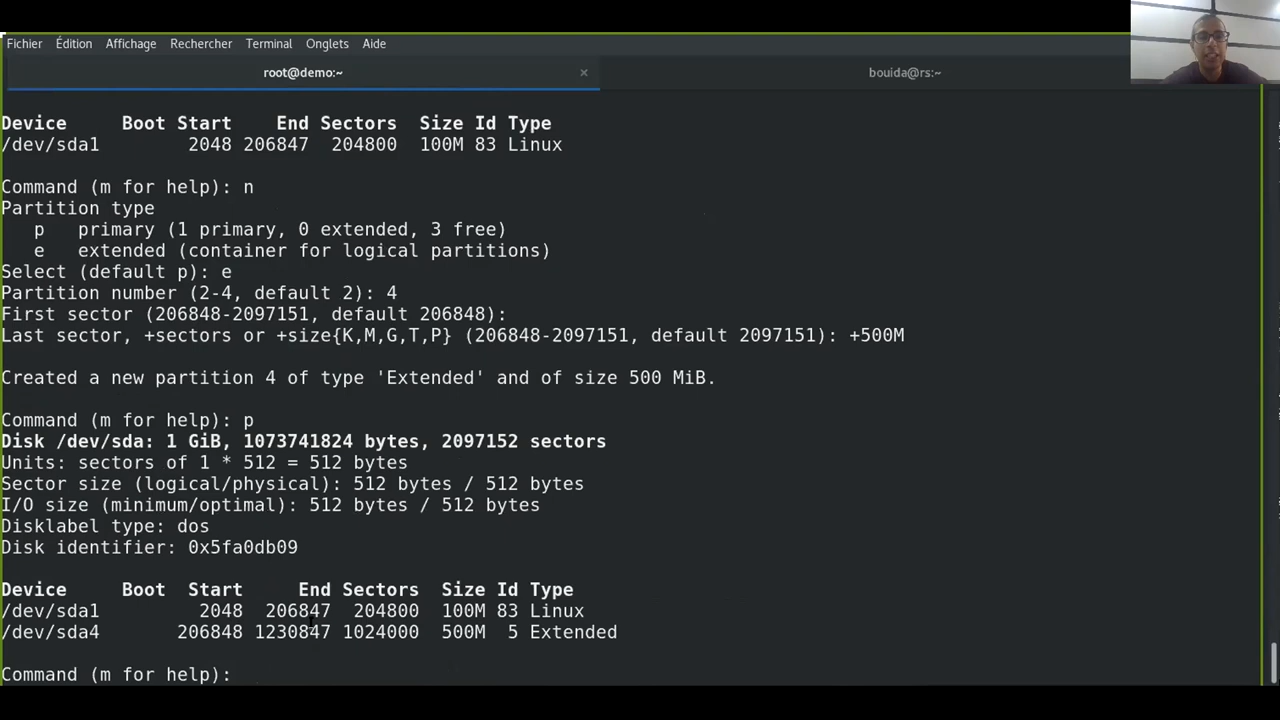 Fichier Édition Affichage Rechercher Terminal Onglets Aide
root@demo:~ × bouida@rs:~
Device Boot Start End Sectors Size Id Type
/dev/sda1 2048 206847 204800 100M 83 Linux
Command (m for help): n
Partition type
p primary (1 primary, 0 extended, 3 free)
e extended (container for logical partitions)
Select (default p): e
Partition number (2-4, default 2): 4
First sector (206848-2097151, default 206848):
Last sector, +sectors or +size{K,M,G,T,P} (206848-2097151, default 2097151): +500M
Created a new partition 4 of type 'Extended' and of size 500 MiB.
Command (m for help): p
Disk /dev/sda: 1 GiB, 1073741824 bytes, 2097152 sectors
Units: sectors of 1 * 512 = 512 bytes
Sector size (logical/physical): 512 bytes / 512 bytes
I/O size (minimum/optimal): 512 bytes / 512 bytes
Disklabel type: dos
Disk identifier: 0x5fa0db09
Device Boot Start End Sectors Size Id Type
/dev/sda1 2048 206847 204800 100M 83 Linux
/dev/sda4 206848 1230847 1024000 500M 5 Extended
Command (m for help):